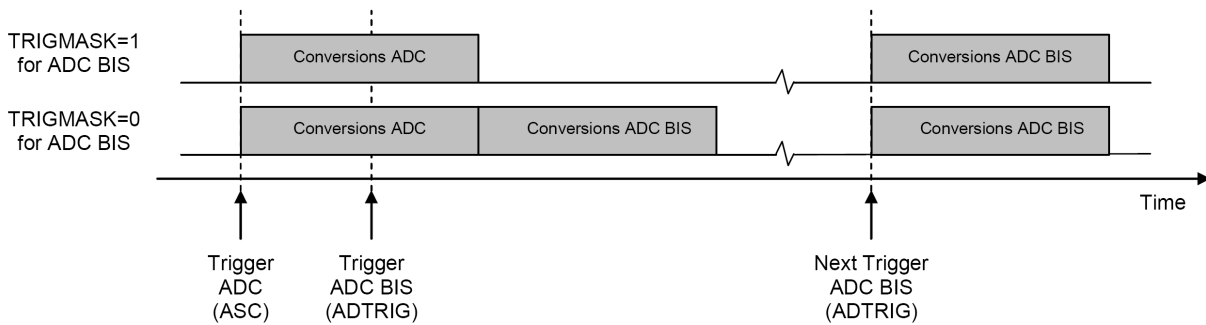 TRIGMASK=1
for ADC BIS
Conversions ADC
Conversions ADC BIS
TRIGMASK=0
for ADC BIS
Conversions ADC
Conversions ADC BIS
Conversions ADC BIS
Time
Trigger
ADC
(ASC)
Trigger
ADC BIS
(ADTRIG)
Next Trigger
ADC BIS
(ADTRIG)